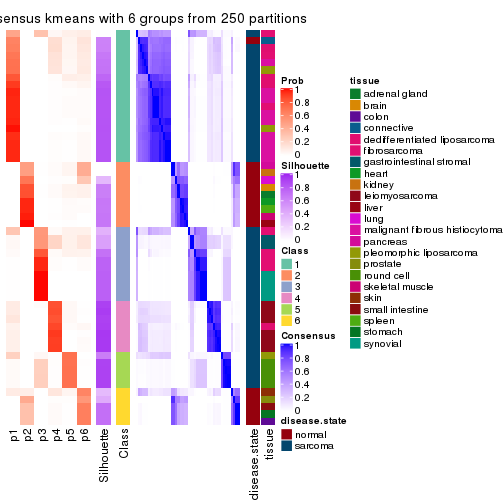 sensus kmeans with 6 groups from 250 partitions
Prob
1
0.8
0.6
0.4
0.2
0
Silhouette
1
0.8
0.6
0.4
0.2
0
Class
1
2
3
4
5
6
Consensus
1
0.8
0.6
0.4
0.2
0
disease.state
normal
sarcoma
tissue
adrenal gland
brain
colon
connective
dedifferentiated liposarcoma
fibrosarcoma
gastrointestinal stromal
heart
kidney
leiomyosarcoma
liver
lung
malignant fibrous histiocytoma
pancreas
pleomorphic liposarcoma
prostate
round cell
skeletal muscle
skin
small intestine
spleen
stomach
synovial
p1
p2
p3
p4
p5
p6
Silhouette
Class
disease.state
tissue